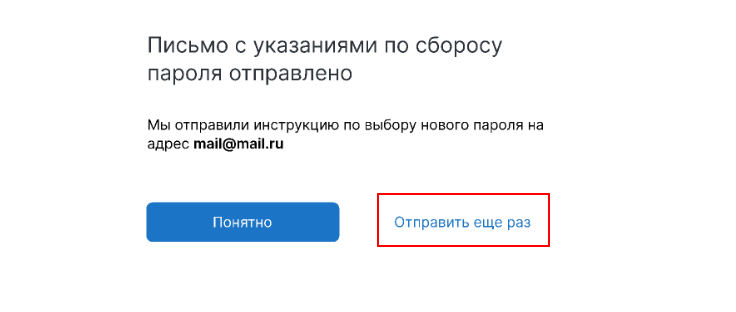 Письмо с указаниями по сбросу
пароля отправлено
Мы отправили инструкцию по выбору нового пароля на
адрес mail@mail.ru
Понятно
Отправить еще раз